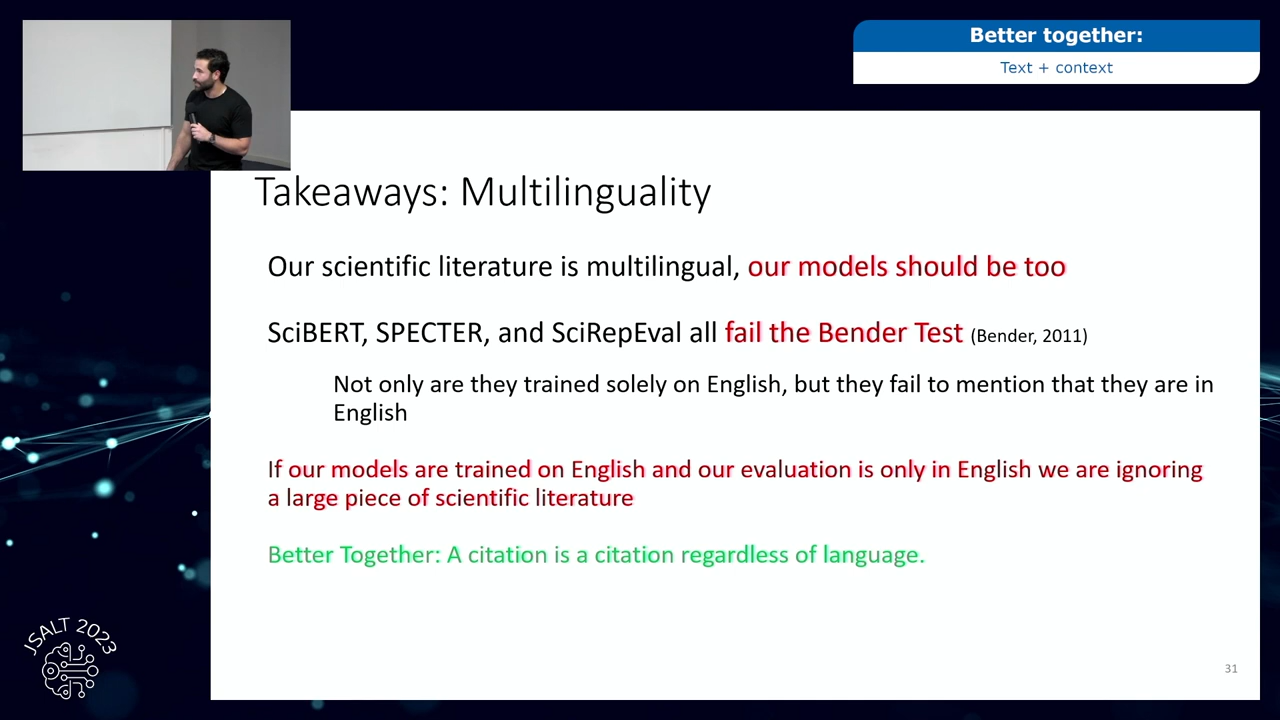 Better together:
Text + context
Takeaways: Multilinguality
Our scientific literature is multilingual, our models should be too
SciBERT, SPECTER, and SciRepEval all fail the Bender Test (Bender, 2011)
Not only are they trained solely on English, but they fail to mention that they are in
English
If our models are trained on English and our evaluation is only in English we are ignoring
a large piece of scientific literature
Better Together: A citation is a citation regardless of language.
JSALT 2023
31